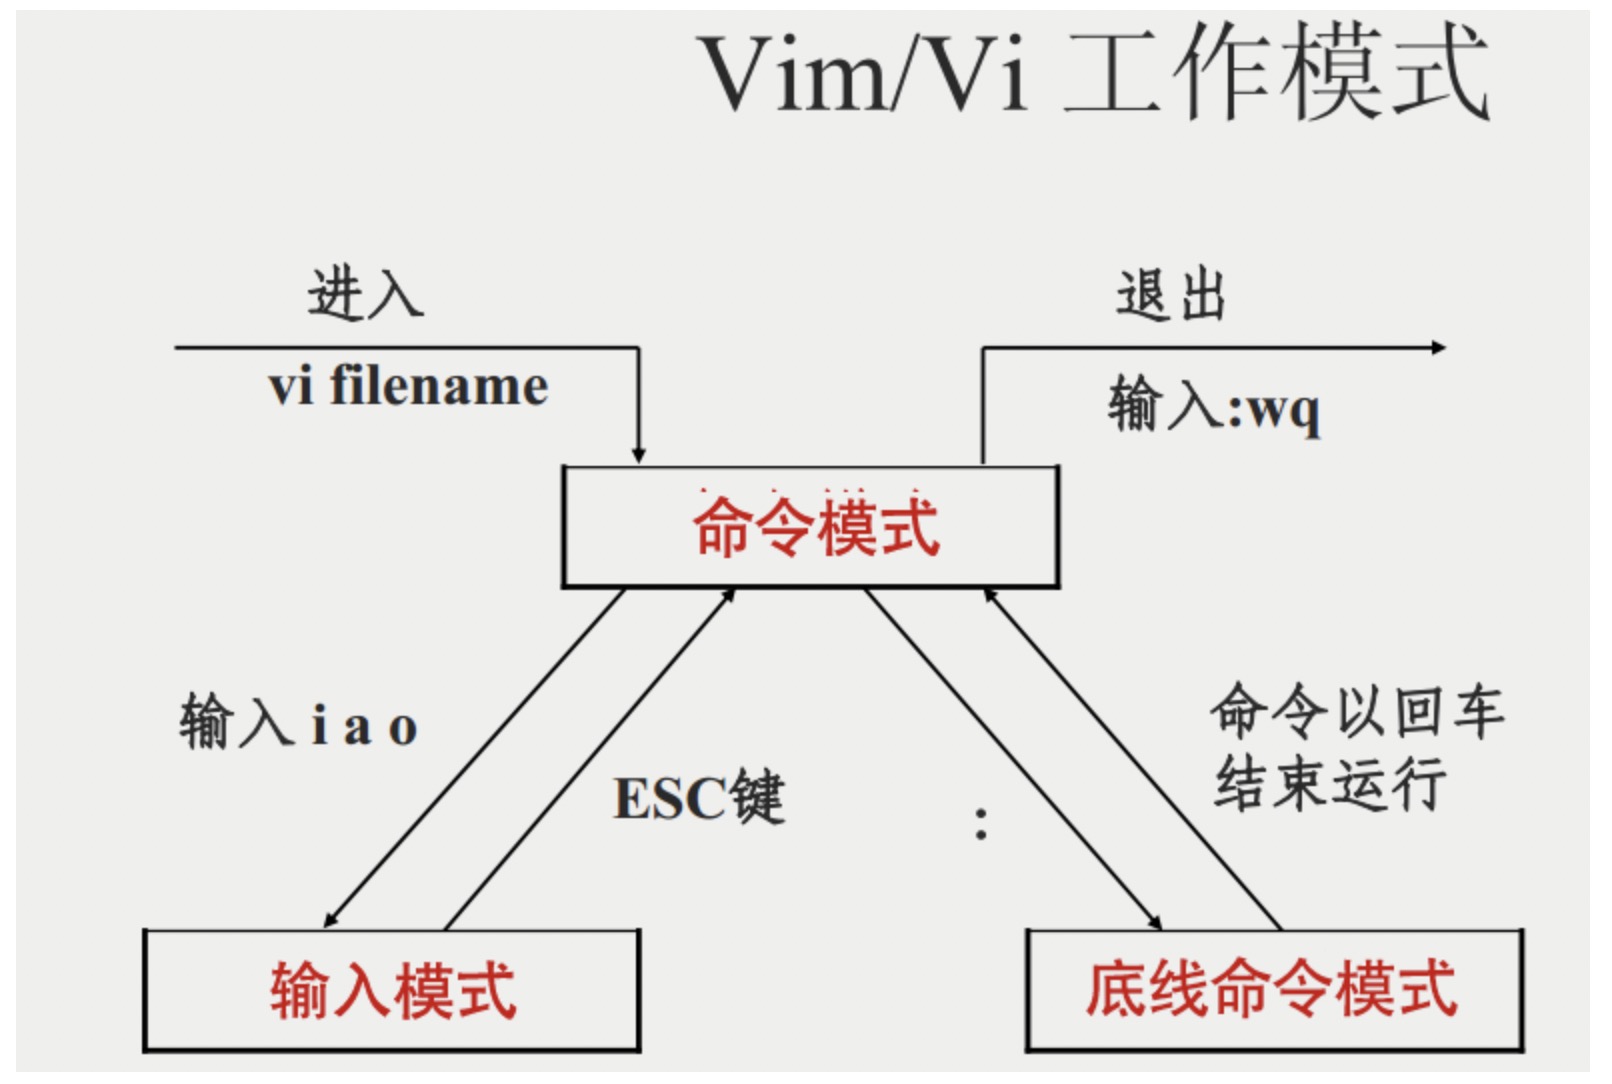 Vim/Vi 工作模式
进入
退出
vi filename
输入:wq
命令模式
输入 i a o
ESC键
:
命令以回车
结束运行
输入模式
底线命令模式